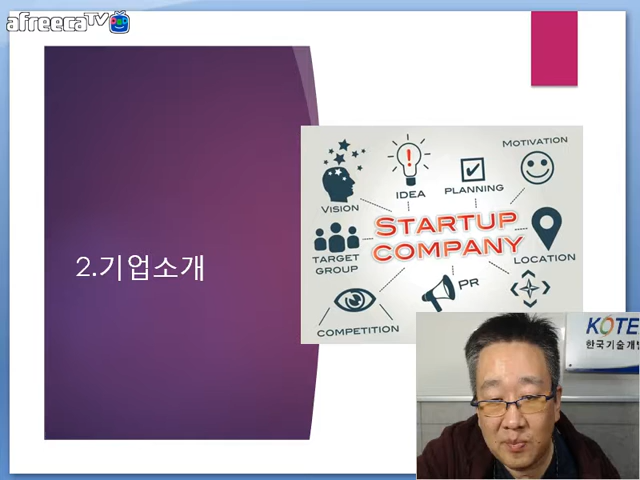 afreecaTV
2.기업소개
MOTIVATION
IDEA
PLANNING
VISION
STARTUP
COMPANY
TARGET
GROUP
LOCATION
PR
COMPETITION
KOTE
한국기술개발